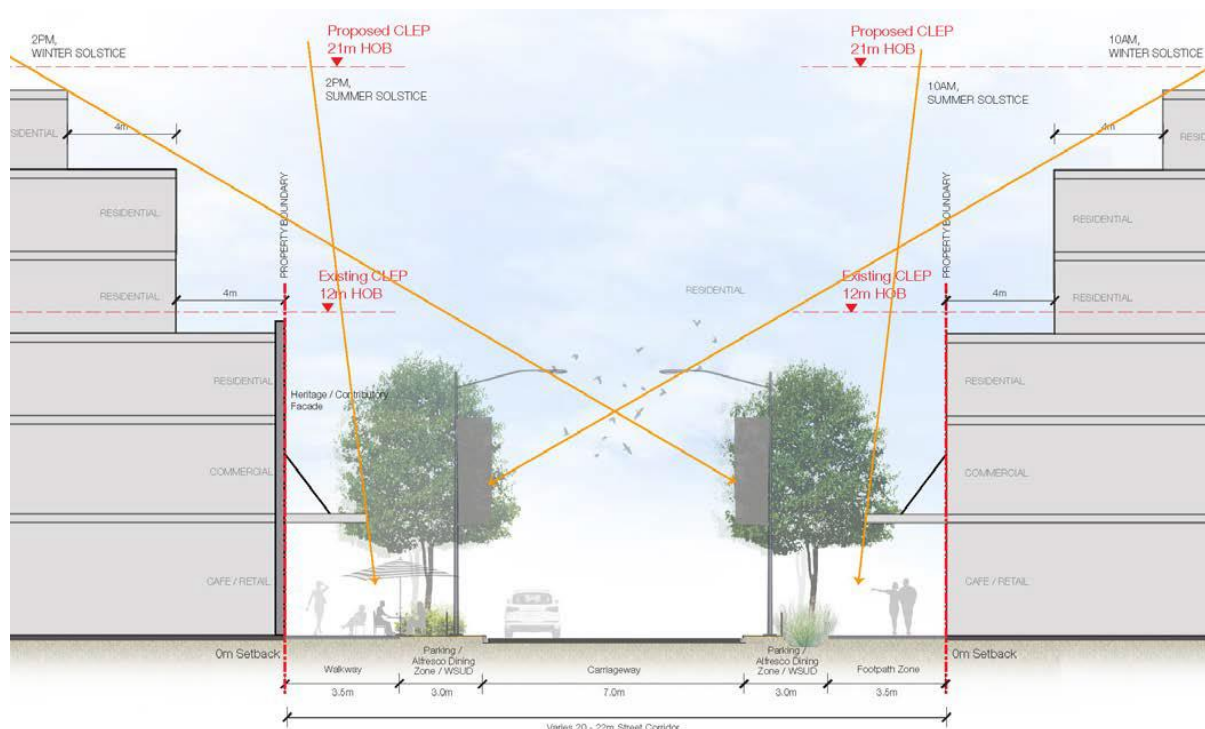 2PM,
WINTER SOLSTICE
Proposed CLEP
21m HOB
2PM,
SUMMER SOLSTICE
Proposed CLEP
21m HOB
10AM,
WINTER SOLSTICE
10AM,
SUMMER SOLSTICE
RESIDENTIAL
4m
4m
RESIDENTIAL
RESIDENTIAL
PROPERTY BOUNDARY
PROPERTY BOUNDARY
RESIDENTIAL
Existing CLEP
12m HOB
RESIDENTIAL
Existing CLEP
12m HOB
RESIDENTIAL
4m
4m
RESIDENTIAL
RESIDENTIAL
Heritage / Contributory
Facade
RESIDENTIAL
COMMERCIAL
COMMERCIAL
CAFE / RETAIL
CAFE / RETAIL
0m Setback
Walkway
3.5m
Parking /
Alfresco Dining
Zone / WSUD
3.0m
Carriageway
7.0m
Parking /
Alfresco Dining
Zone / WSUD
3.0m
Footpath Zone
3.5m
0m Setback
Varies 20 - 22m Street Corridor